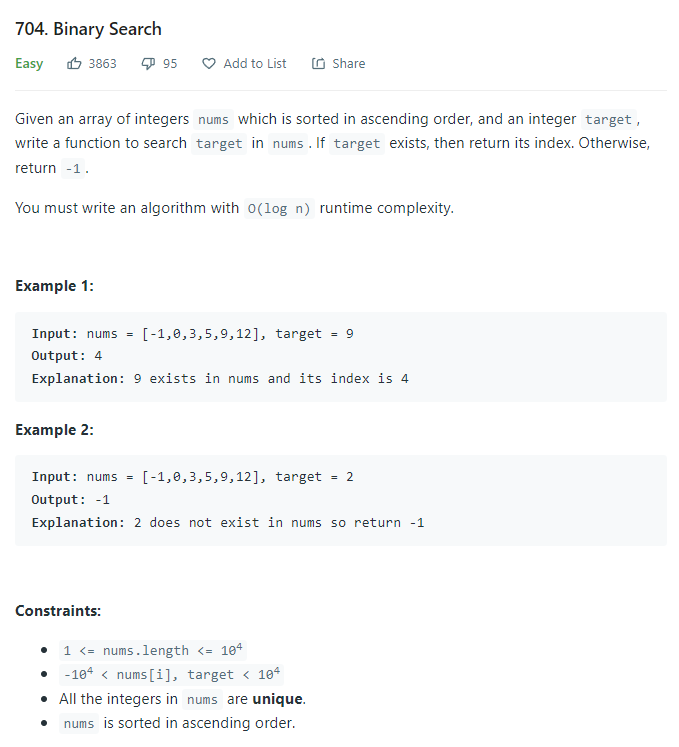 704. Binary Search
Easy 3863 95 Add to List Share
Given an array of integers nums which is sorted in ascending order, and an integer target,
write a function to search target in nums. If target exists, then return its index. Otherwise,
return -1.
You must write an algorithm with O(log n) runtime complexity.
Example 1:
Input: nums = [-1,0,3,5,9,12], target = 9
Output: 4
Explanation: 9 exists in nums and its index is 4
Example 2:
Input: nums = [-1,0,3,5,9,12], target = 2
Output: -1
Explanation: 2 does not exist in nums so return -1
Constraints:
• 1 <= nums.length <= 10⁴
• -10⁴ < nums[i], target < 10⁴
• All the integers in nums are unique.
• nums is sorted in ascending order.